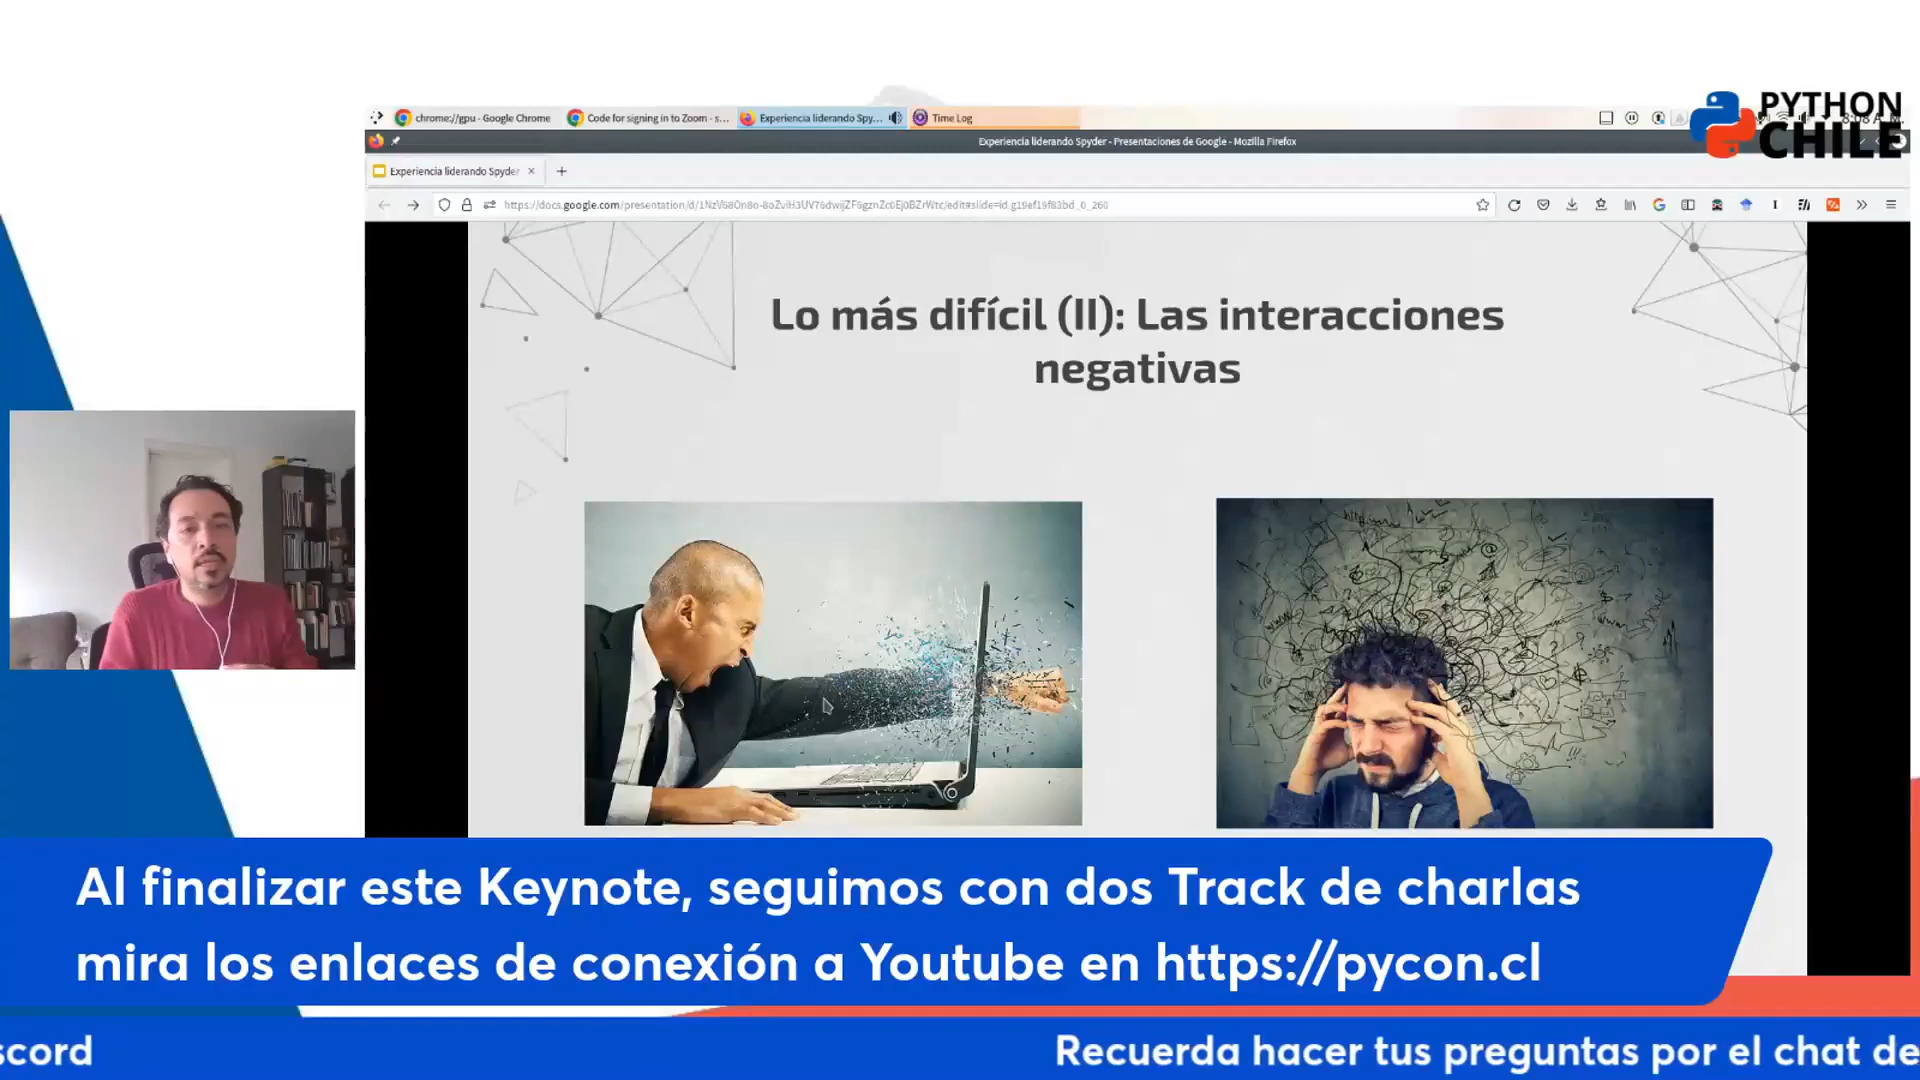 chrome://gpu - Google Chrome
Code for signing in to Zoom - s...
Experiencia liderando Spy...
Time Log
PYTHON
CHILE
Experiencia liderando Spyder - Presentaciones de Google - Mozilla Firefox
Experiencia liderando Spyder
Lo más difícil (II): Las interacciones
negativas
Al finalizar este Keynote, seguimos con dos Track de charlas
mira los enlaces de conexión a Youtube en https://pycon.cl
scord
Recuerda hacer tus preguntas por el chat de